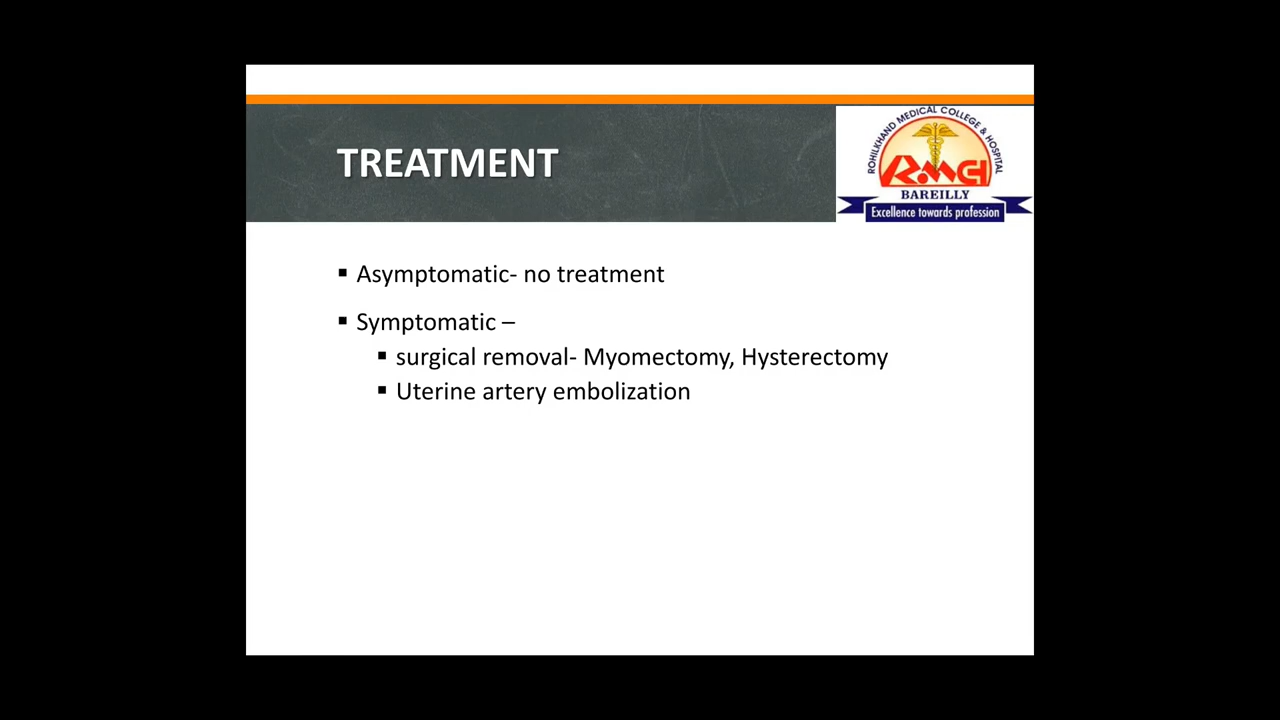 TREATMENT
ROHILKHAND MEDICAL COLLEGE & HOSPITAL
RMCH
BAREILLY
Excellence towards profession
▪ Asymptomatic- no treatment
▪ Symptomatic –
▪ surgical removal- Myomectomy, Hysterectomy
▪ Uterine artery embolization